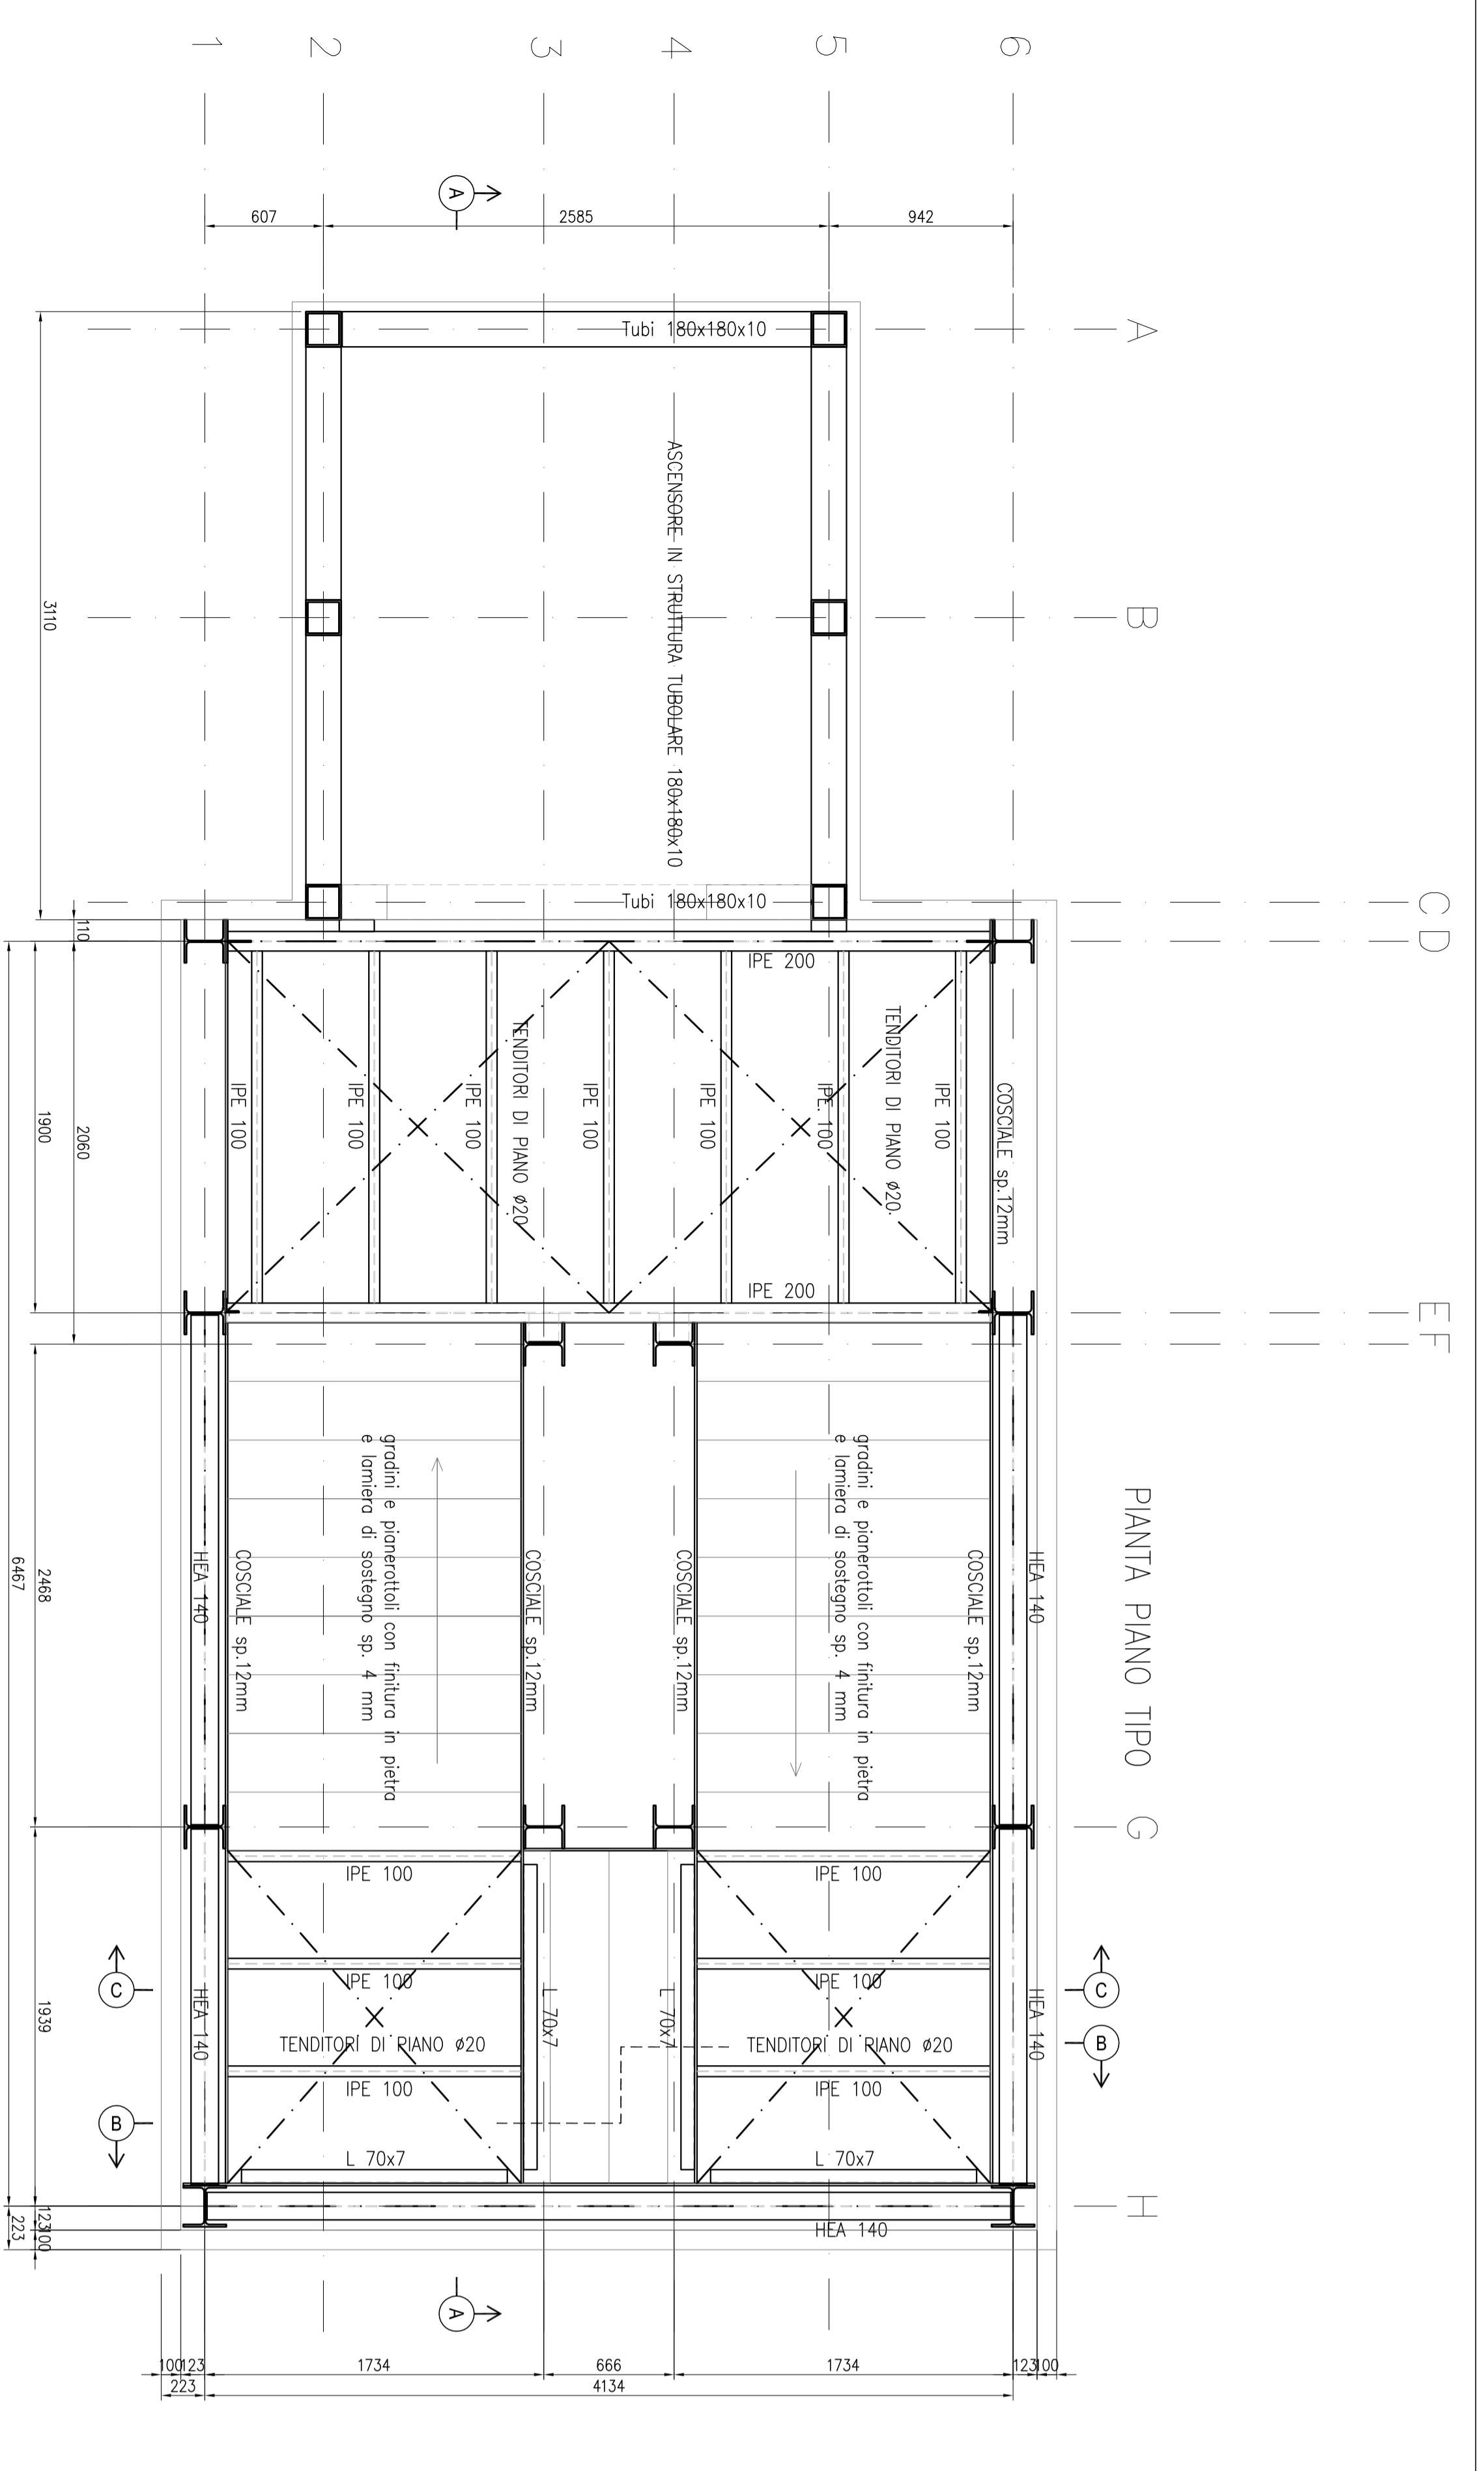 PIANTA PIANO TIPO
1
2
3
4
5
6
A
B
C
D
E
F
G
H
607
2585
942
A
Tubi 180x180x10
ASCENSORE IN STRUTTURA TUBOLARE 180x180x10
Tubi 180x180x10
3110
110
1900
2060
2468
6467
1939
123
100
223
IPE 200
TENDITORI DI PIANO ø20
TENDITORI DI PIANO ø20
IPE 100
IPE 100
IPE 100
IPE 100
IPE 100
IPE 100
IPE 100
COSCIALE sp.12mm
IPE 200
gradini e pianerottoli con finitura in pietra
e lamiera di sostegno sp. 4 mm
gradini e pianerottoli con finitura in pietra
e lamiera di sostegno sp. 4 mm
HEA 140
COSCIALE sp.12mm
COSCIALE sp.12mm
COSCIALE sp.12mm
COSCIALE sp.12mm
HEA 140
IPE 100
IPE 100
IPE 100
IPE 100
TENDITORI DI PIANO ø20
TENDITORI DI PIANO ø20
IPE 100
IPE 100
L 70x7
L 70x7
L 70x7
L 70x7
HEA 140
HEA 140
HEA 140
C
B
C
B
A
100
123
1734
666
1734
123
100
223
4134